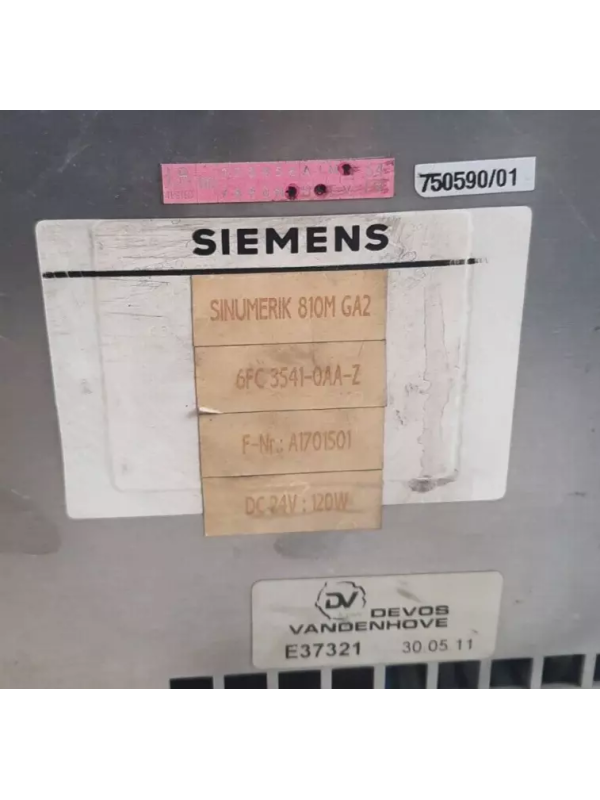 750590/01
SIEMENS
SINUMERIK 810M GA2
6FC 3541-0AA-Z
F-Nr.: A1701501
DC 24V : 120W
DV DEVOS
VANDENHOVE
E37321 30.05.11